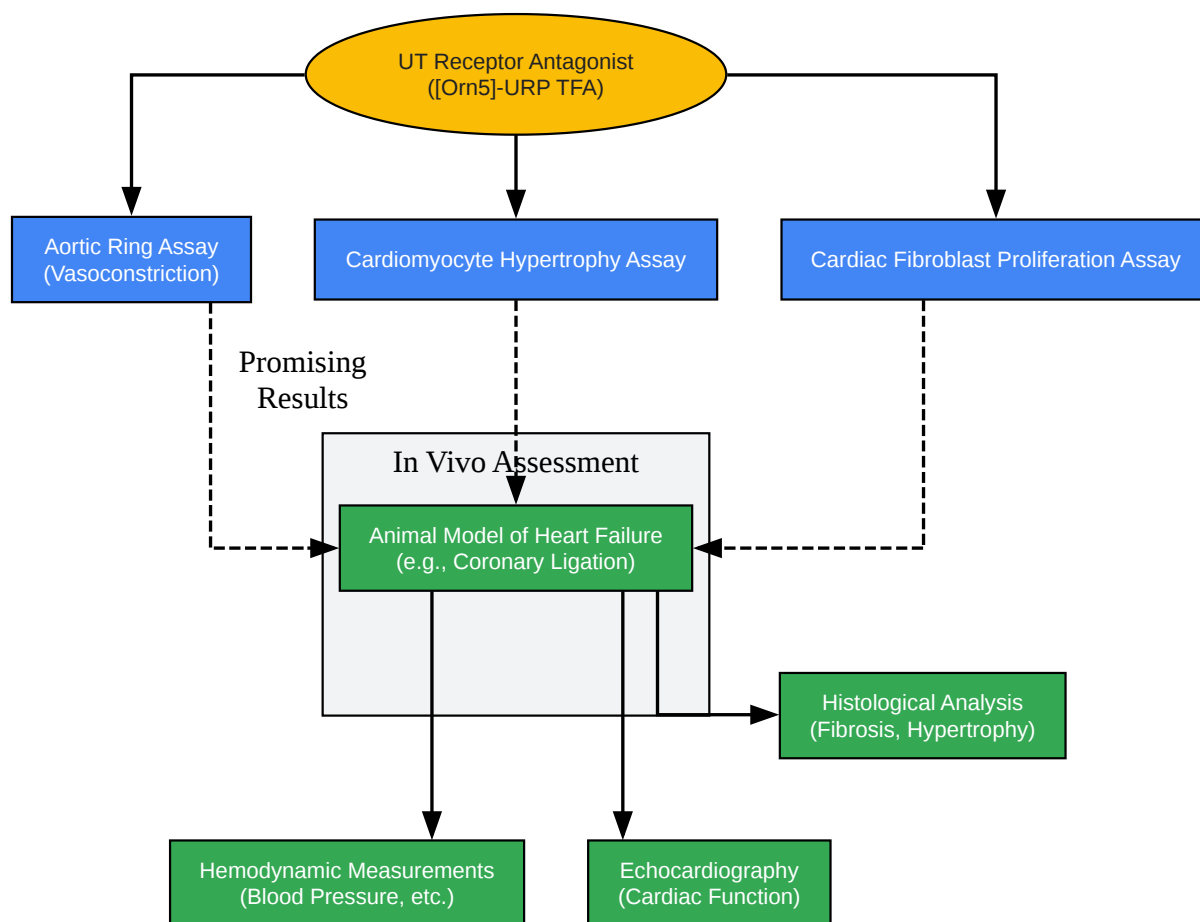 UT Receptor Antagonist
([Orn5]-URP TFA)
Aortic Ring Assay
(Vasoconstriction)
Cardiomyocyte Hypertrophy Assay
Cardiac Fibroblast Proliferation Assay
Promising
Results
In Vivo Assessment
Animal Model of Heart Failure
(e.g., Coronary Ligation)
Histological Analysis
(Fibrosis, Hypertrophy)
Hemodynamic Measurements
(Blood Pressure, etc.)
Echocardiography
(Cardiac Function)